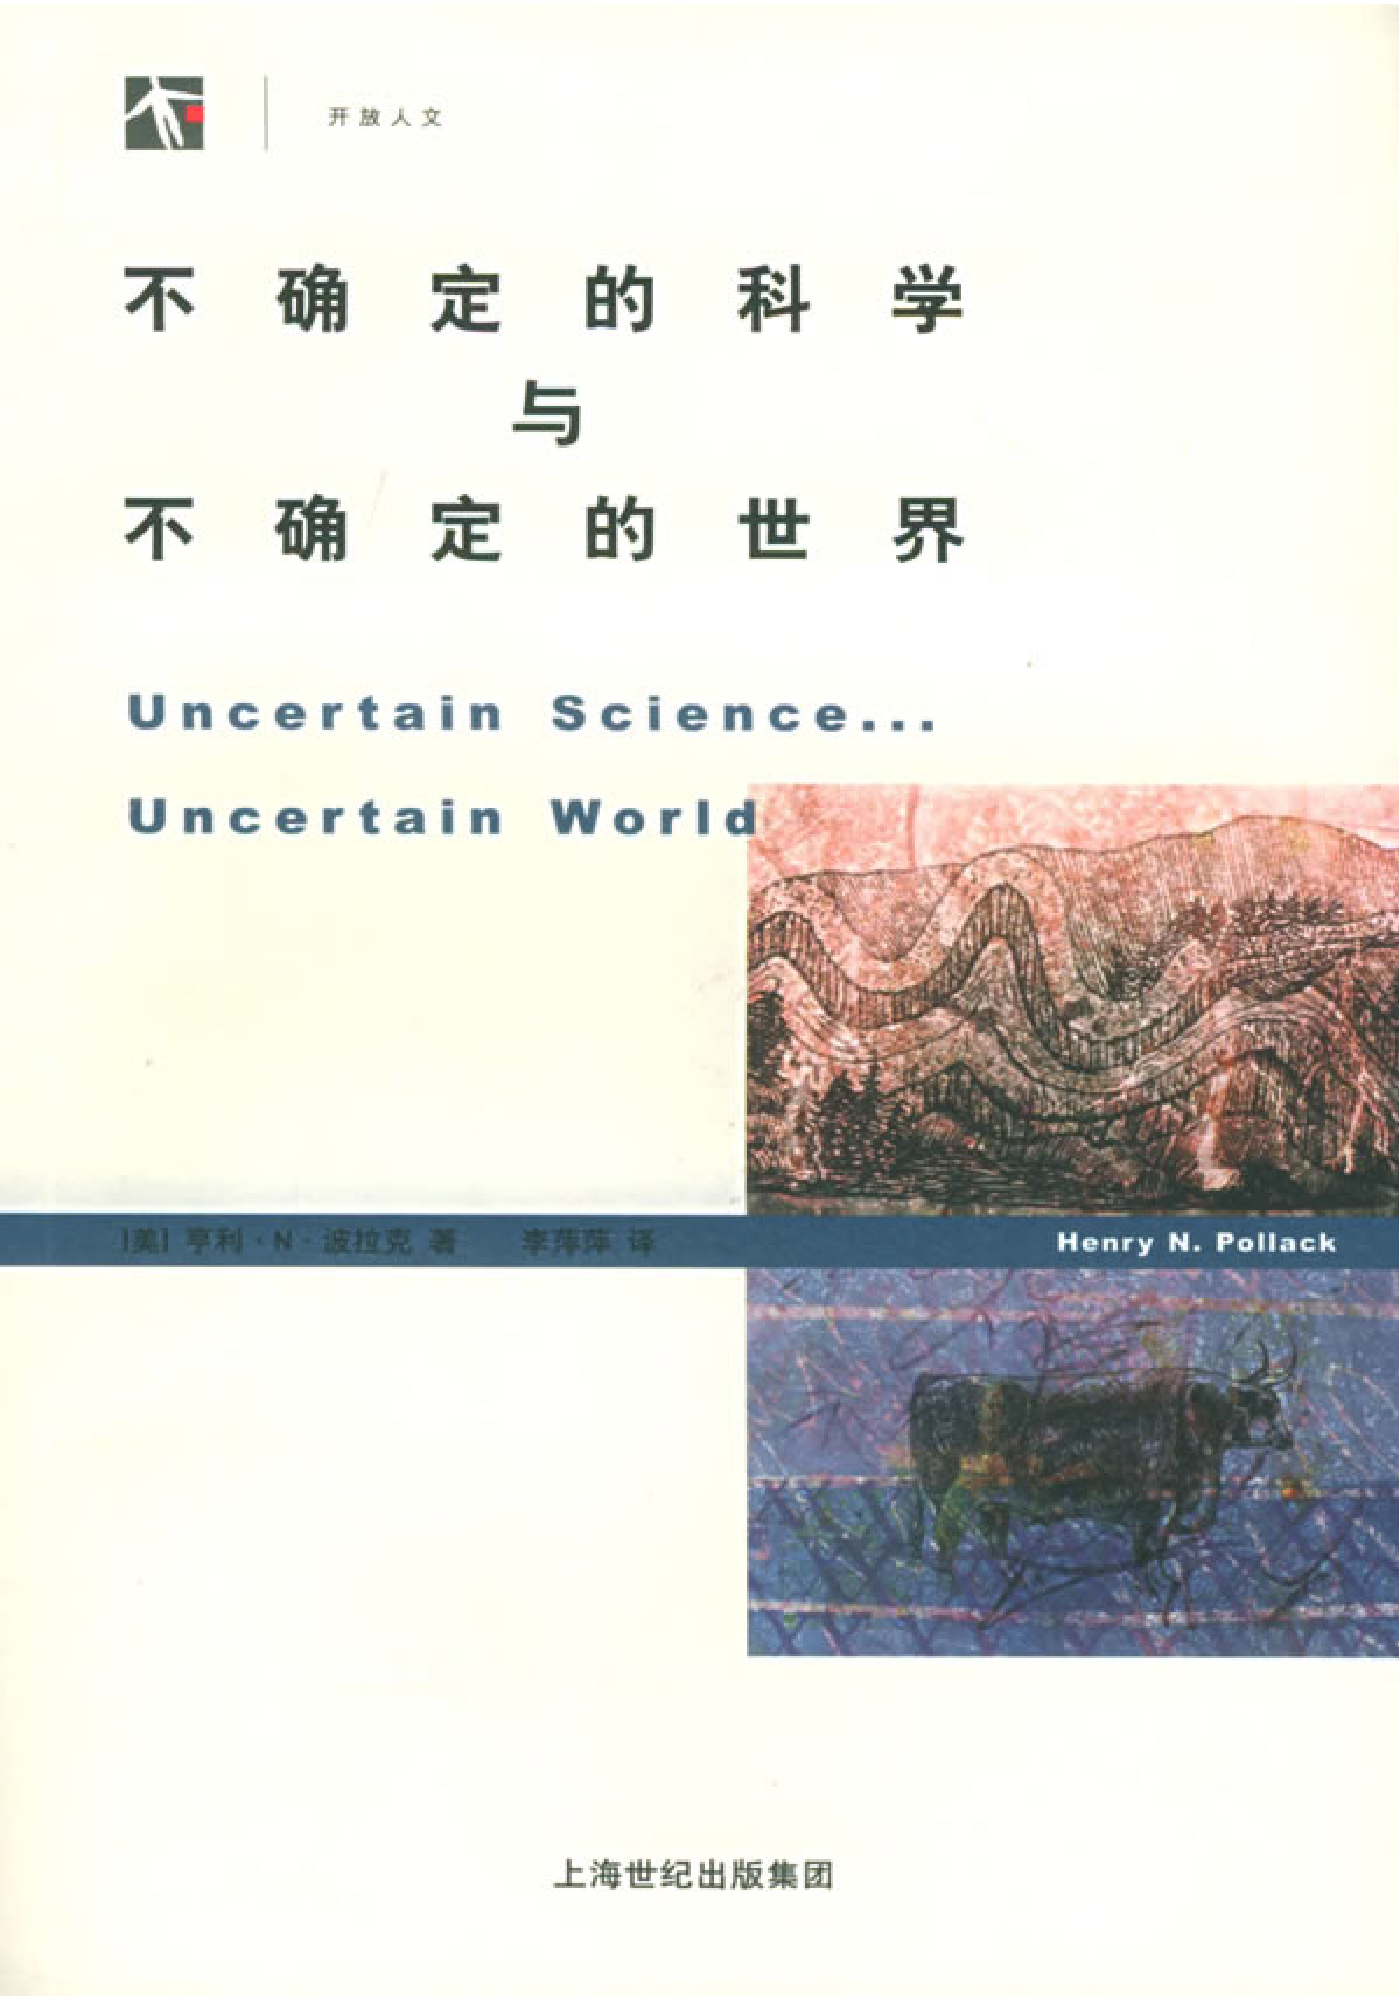 开放人文
不确定的科学
与
不确定的世界
Uncertain Science...
Uncertain World
[美] 亨利·N·波拉克 著 李萍萍 译
Henry N. Pollack
上海世纪出版集团